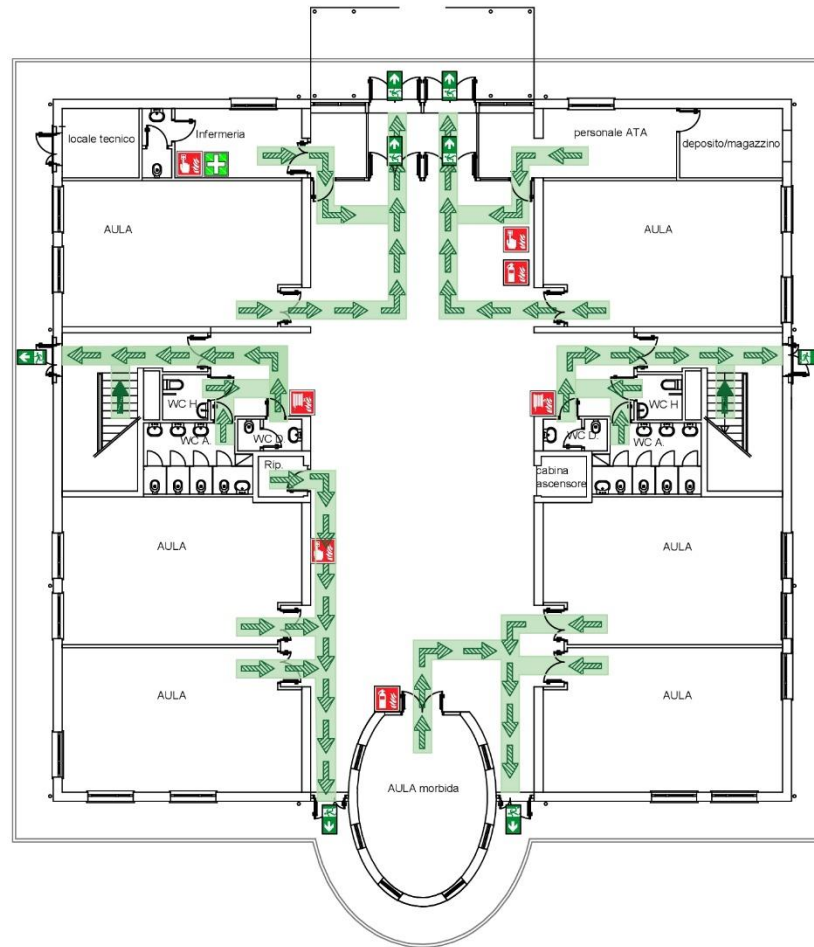 locale tecnico
Infermeria
personale ATA
deposito/magazzino
AULA
AULA
WC H
WC H
WC A.
WC D.
WC D.
WC A.
Rip.
cabina
ascensore
AULA
AULA
AULA
AULA
AULA morbida